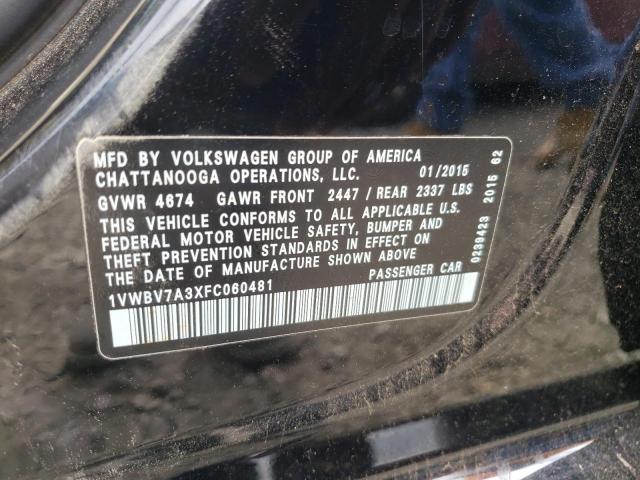 MFD BY VOLKSWAGEN GROUP OF AMERICA
CHATTANOOGA OPERATIONS, LLC. 01/2015
GVWR 4674 GAWR FRONT 2447 / REAR 2337 LBS
THIS VEHICLE CONFORMS TO ALL APPLICABLE U.S.
FEDERAL MOTOR VEHICLE SAFETY, BUMPER AND
THEFT PREVENTION STANDARDS IN EFFECT ON
THE DATE OF MANUFACTURE SHOWN ABOVE
1VWBV7A3XFC060481 PASSENGER CAR
0239423 2015 62